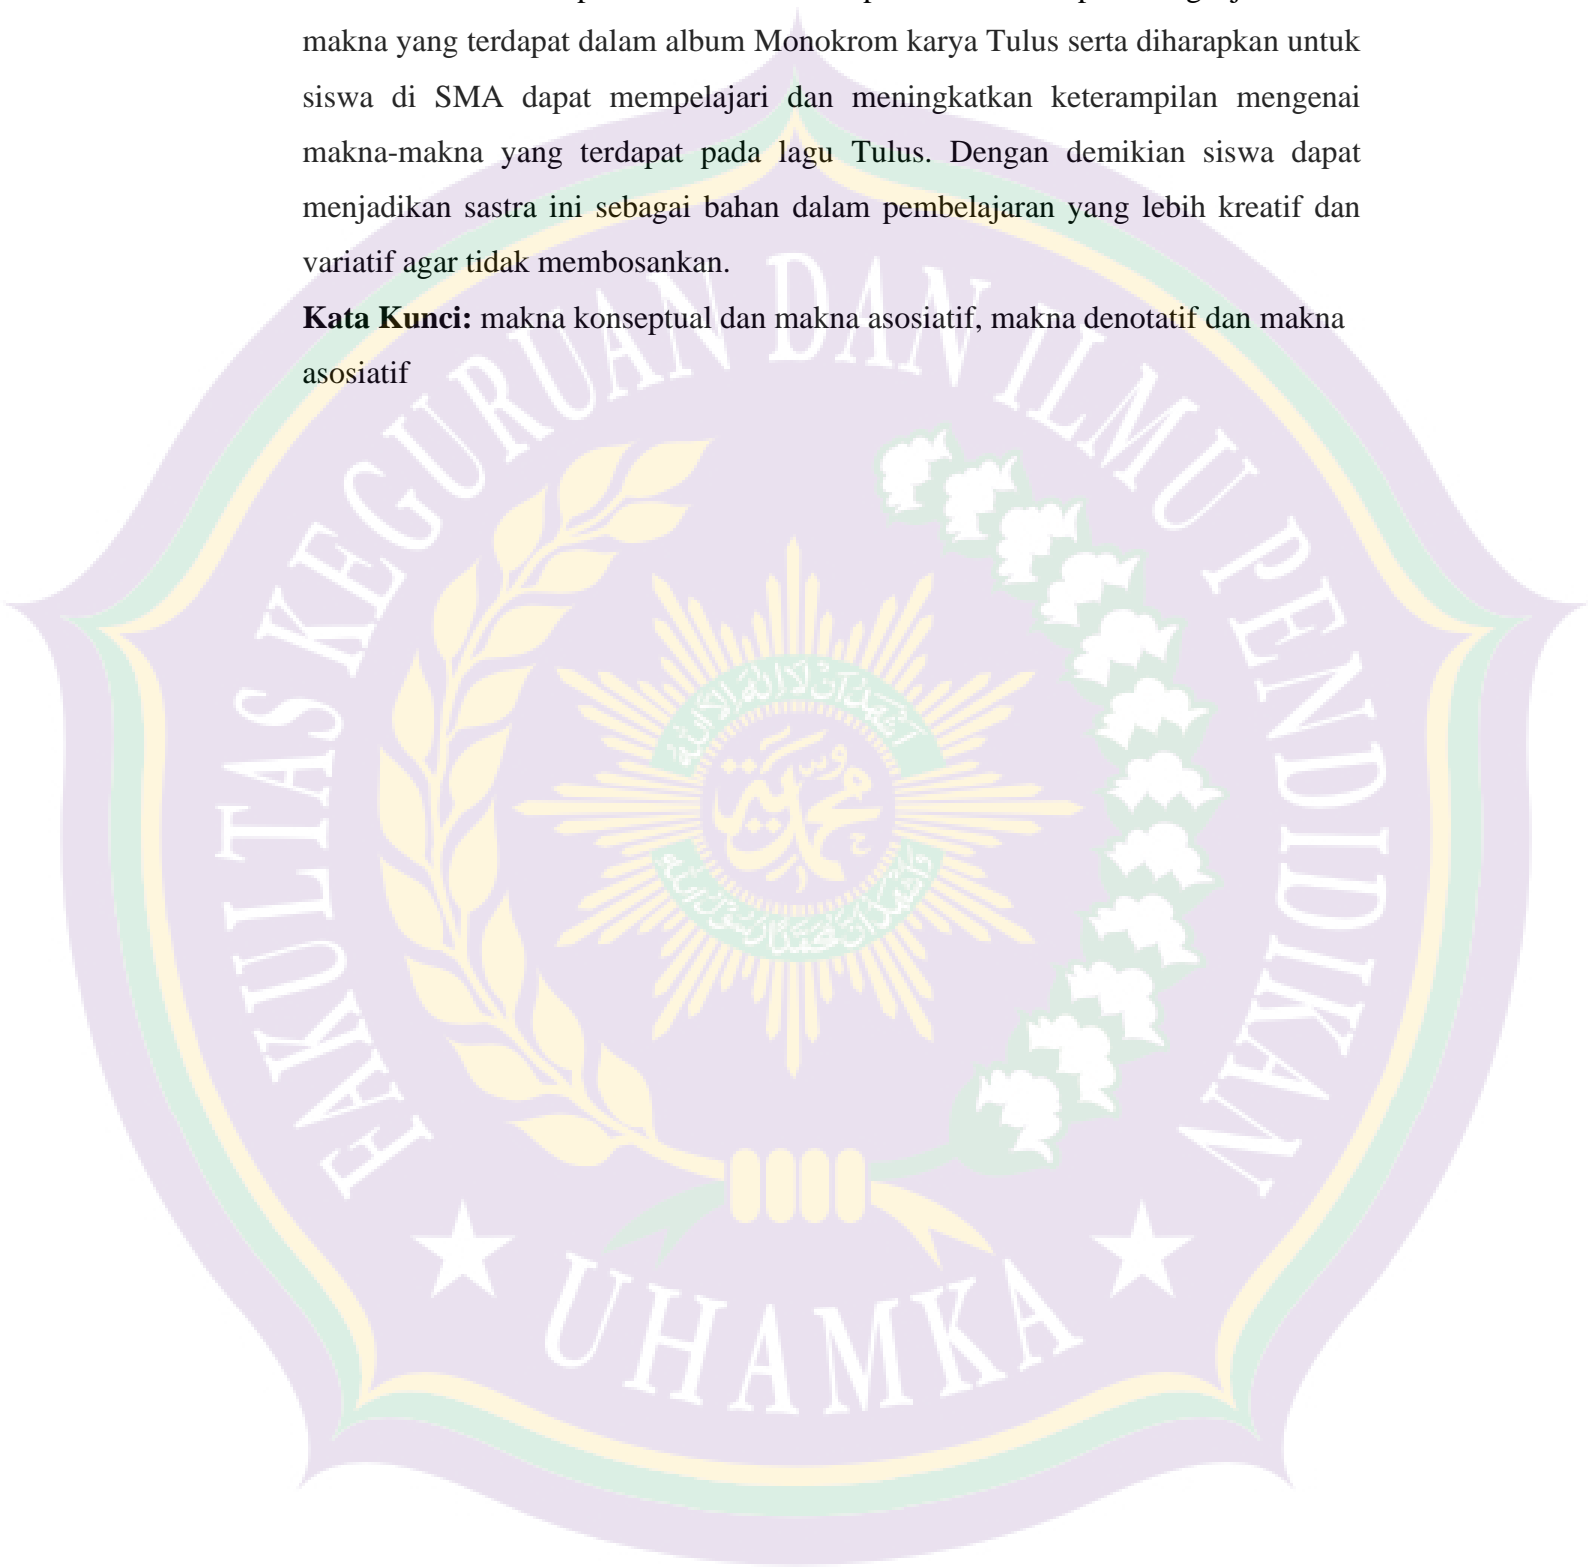 makna yang terdapat dalam album Monokrom karya Tulus serta diharapkan untuk
siswa di SMA dapat mempelajari dan meningkatkan keterampilan mengenai
makna-makna yang terdapat pada lagu Tulus. Dengan demikian siswa dapat
menjadikan sastra ini sebagai bahan dalam pembelajaran yang lebih kreatif dan
variatif agar tidak membosankan.
Kata Kunci: makna konseptual dan makna asosiatif, makna denotatif dan makna
asosiatif
FAKULTAS KEGURUAN DAN ILMU PENDIDIKAN
محمدية
UHAMKA